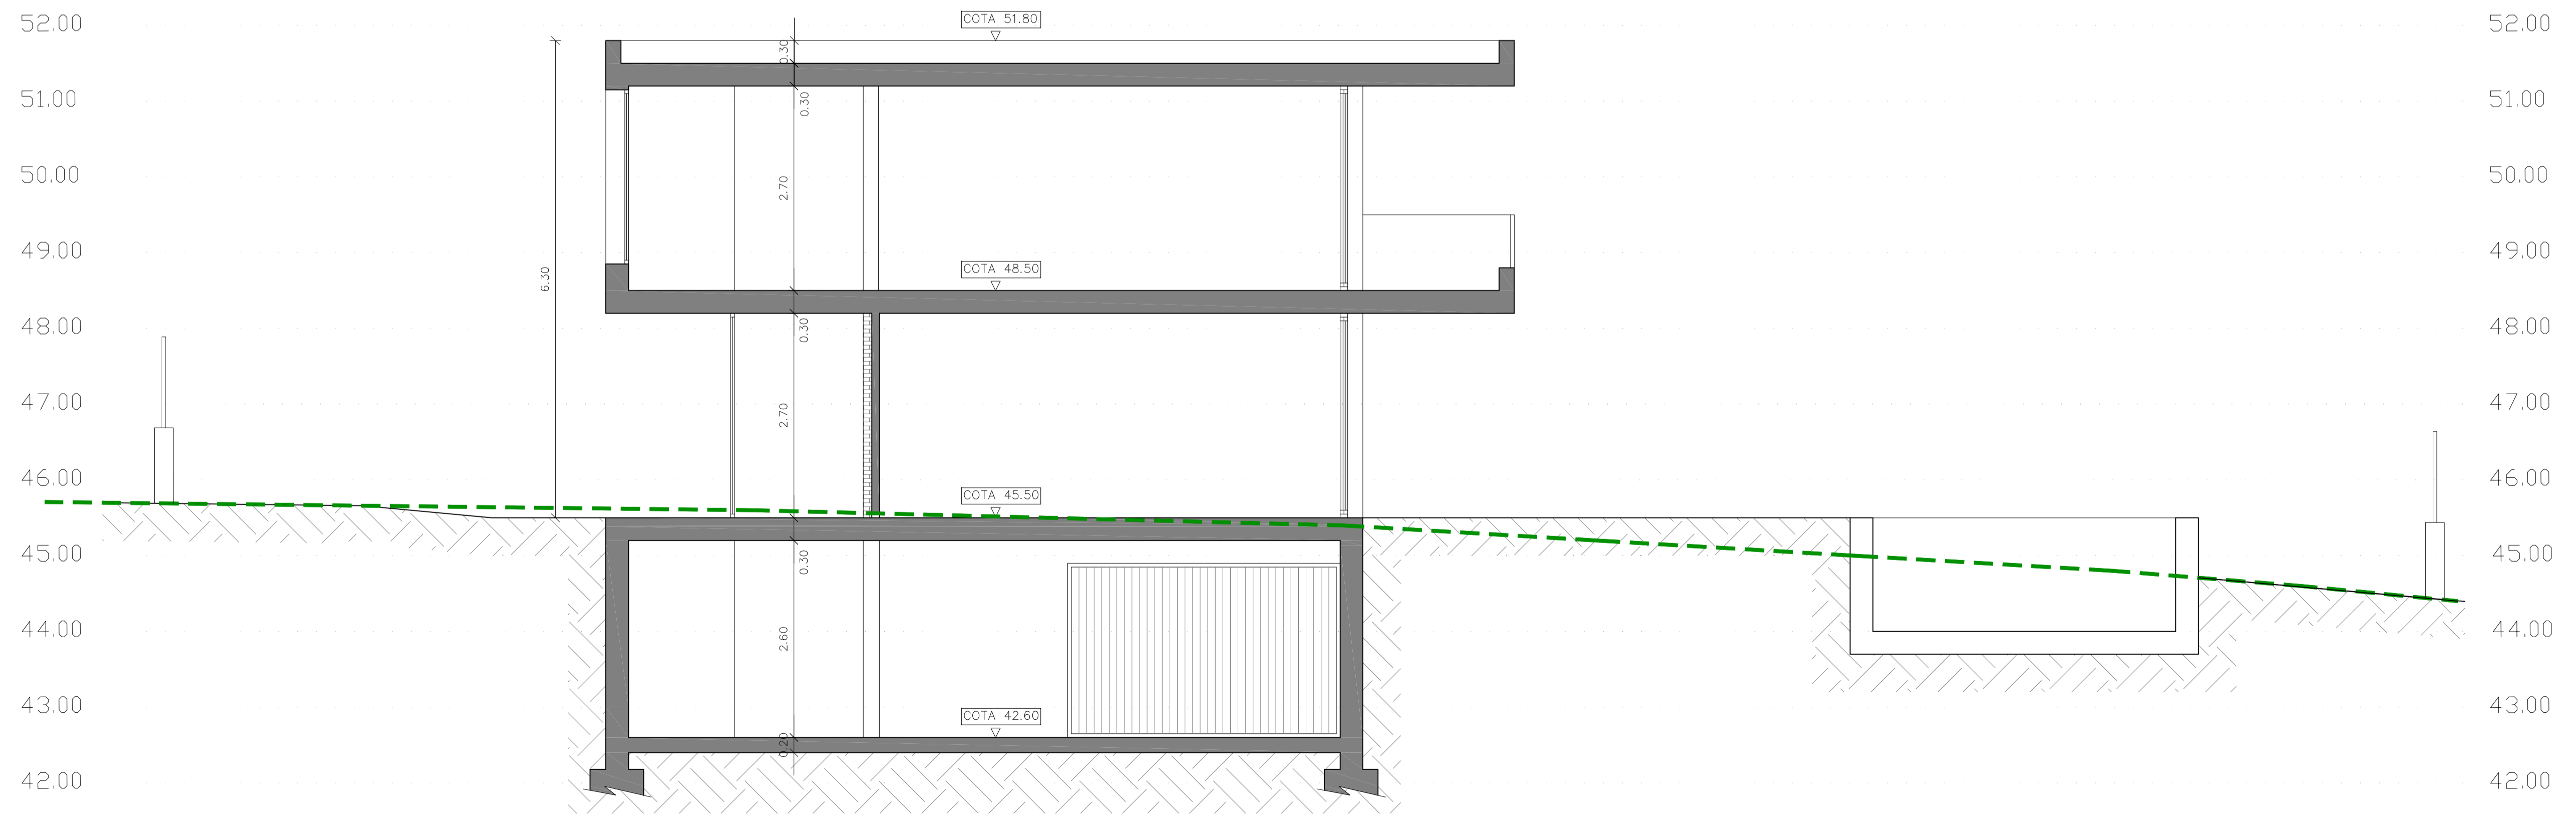 52.00 COTA 51.80 52.00
0.30
51.00 0.30 51.00
50.00 2.70 50.00
49.00 49.00
6.30 COTA 48.50
48.00 0.30 48.00
47.00 2.70 47.00
46.00 46.00
COTA 45.50
45.00 0.30 45.00
44.00 2.60 44.00
43.00 COTA 42.60 43.00
0.20
42.00 42.00